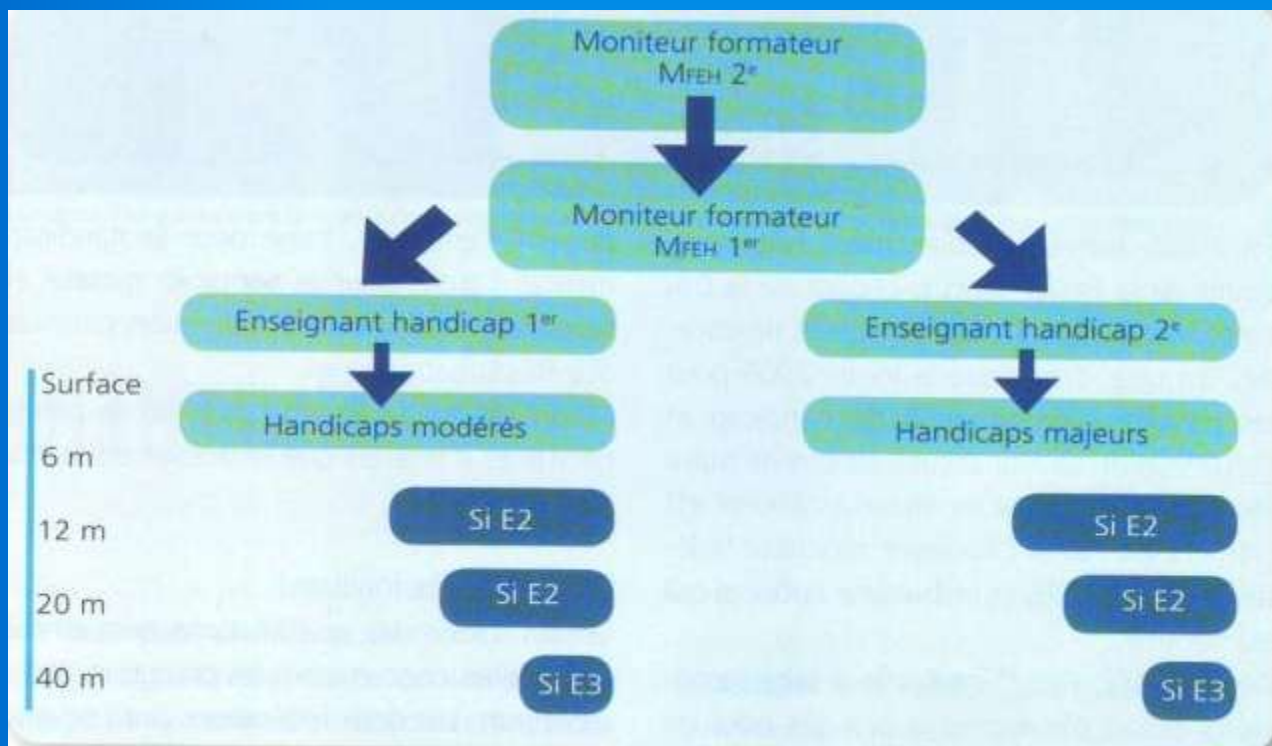 Moniteur formateur
MFEH 2e
Moniteur formateur
MFEH 1er
Enseignant handicap 1er
Enseignant handicap 2e
Surface
Handicaps modérés
Handicaps majeurs
6 m
12 m
Si E2
Si E2
20 m
Si E2
Si E2
40 m
Si E3
Si E3